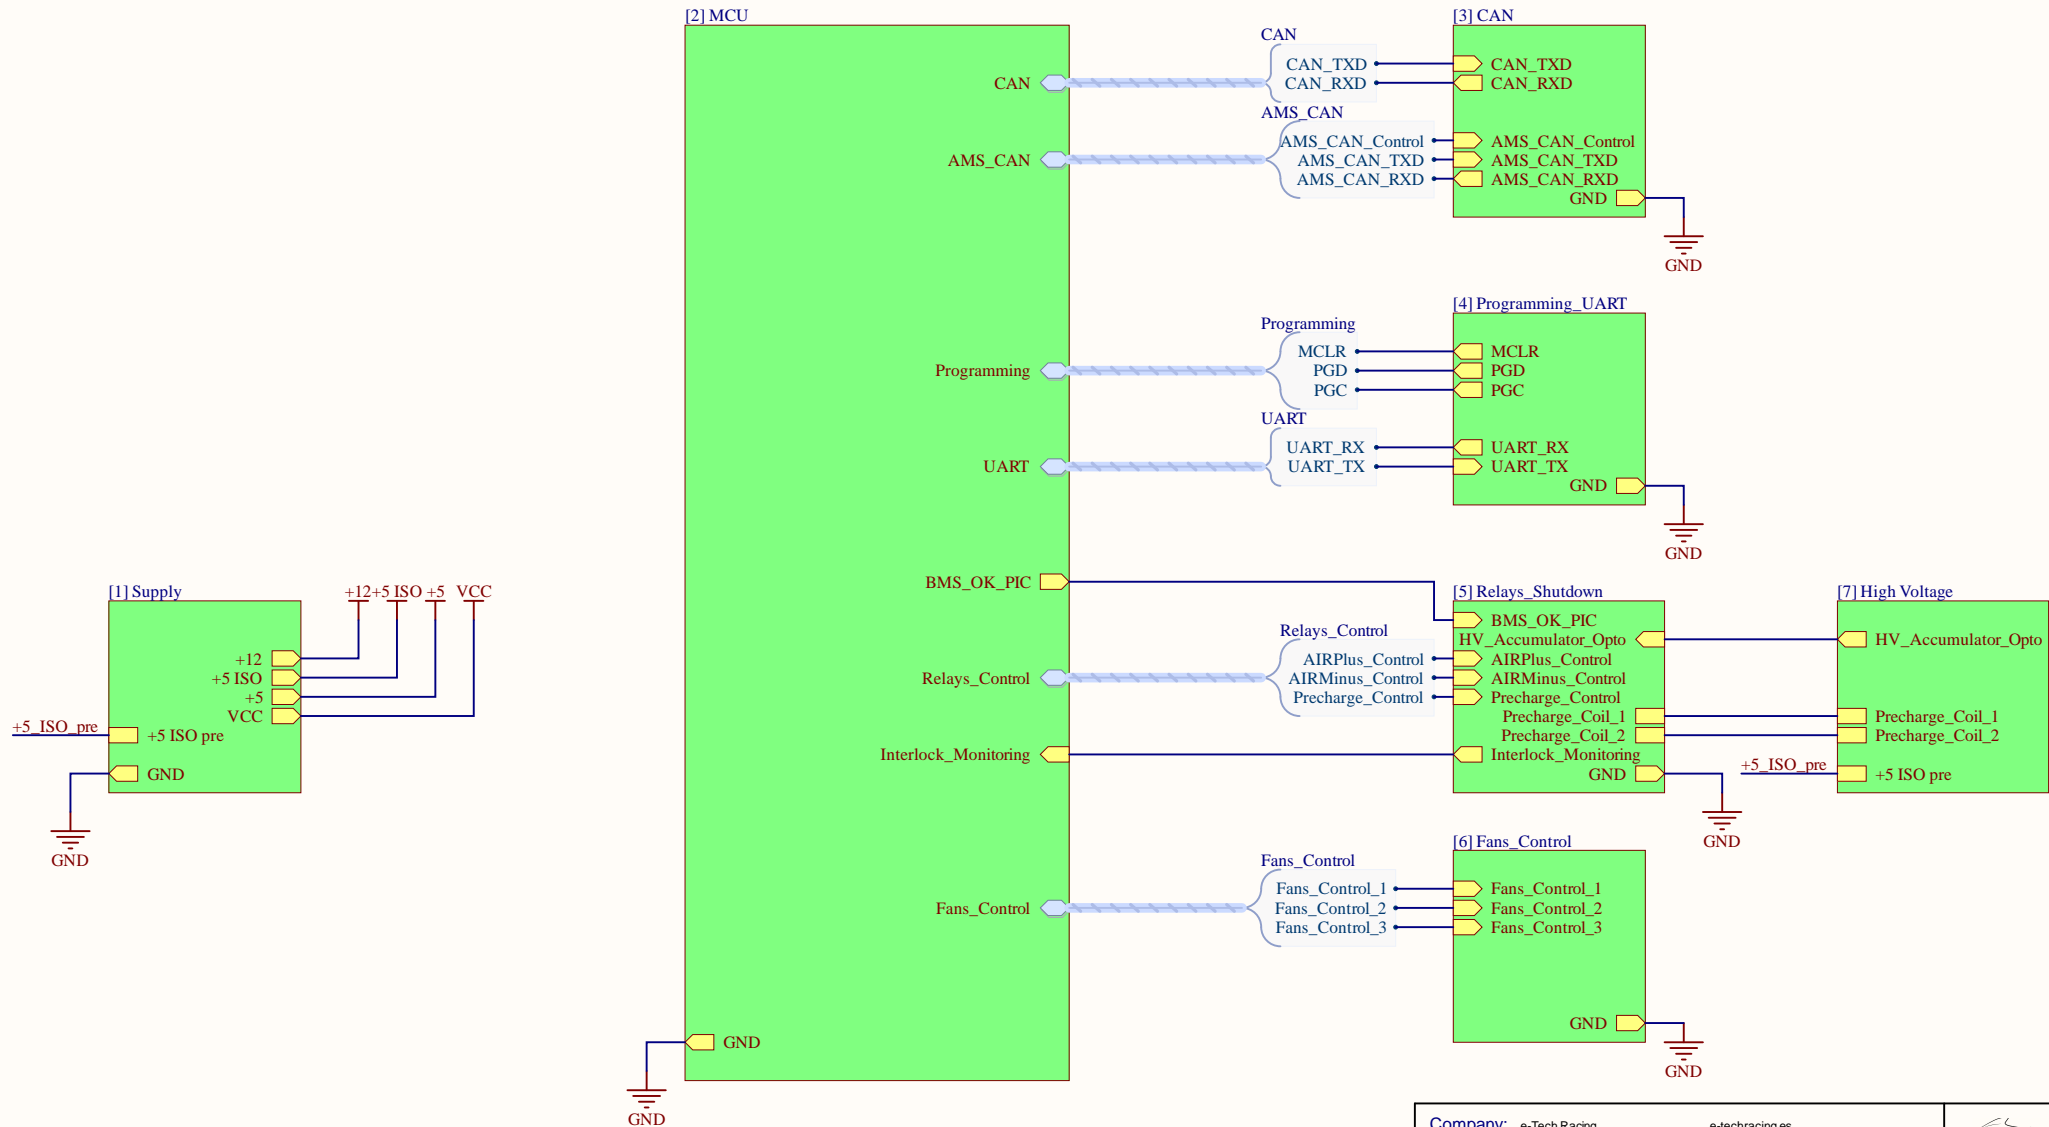 [2] MCU
CAN
AMS_CAN
Programming
UART
BMS_OK_PIC
Relays_Control
Interlock_Monitoring
Fans_Control
GND
GND
CAN
CAN_TXD
CAN_RXD
AMS_CAN
AMS_CAN_Control
AMS_CAN_TXD
AMS_CAN_RXD
[3] CAN
CAN_TXD
CAN_RXD
AMS_CAN_Control
AMS_CAN_TXD
AMS_CAN_RXD
GND
GND
Programming
MCLR
PGD
PGC
UART
UART_RX
UART_TX
[4] Programming_UART
MCLR
PGD
PGC
UART_RX
UART_TX
GND
GND
[1] Supply
+12
+5 ISO
+5
VCC
+12
+5 ISO
+5
VCC
+5_ISO_pre
+5 ISO pre
GND
GND
Relays_Control
AIRPlus_Control
AIRMinus_Control
Precharge_Control
[5] Relays_Shutdown
BMS_OK_PIC
HV_Accumulator_Opto
AIRPlus_Control
AIRMinus_Control
Precharge_Control
Precharge_Coil_1
Precharge_Coil_2
Interlock_Monitoring
GND
GND
[7] High Voltage
HV_Accumulator_Opto
Precharge_Coil_1
Precharge_Coil_2
+5_ISO_pre
+5 ISO pre
Fans_Control
Fans_Control_1
Fans_Control_2
Fans_Control_3
[6] Fans_Control
Fans_Control_1
Fans_Control_2
Fans_Control_3
GND
GND
Company: e-Tech Racing e-techracing.es